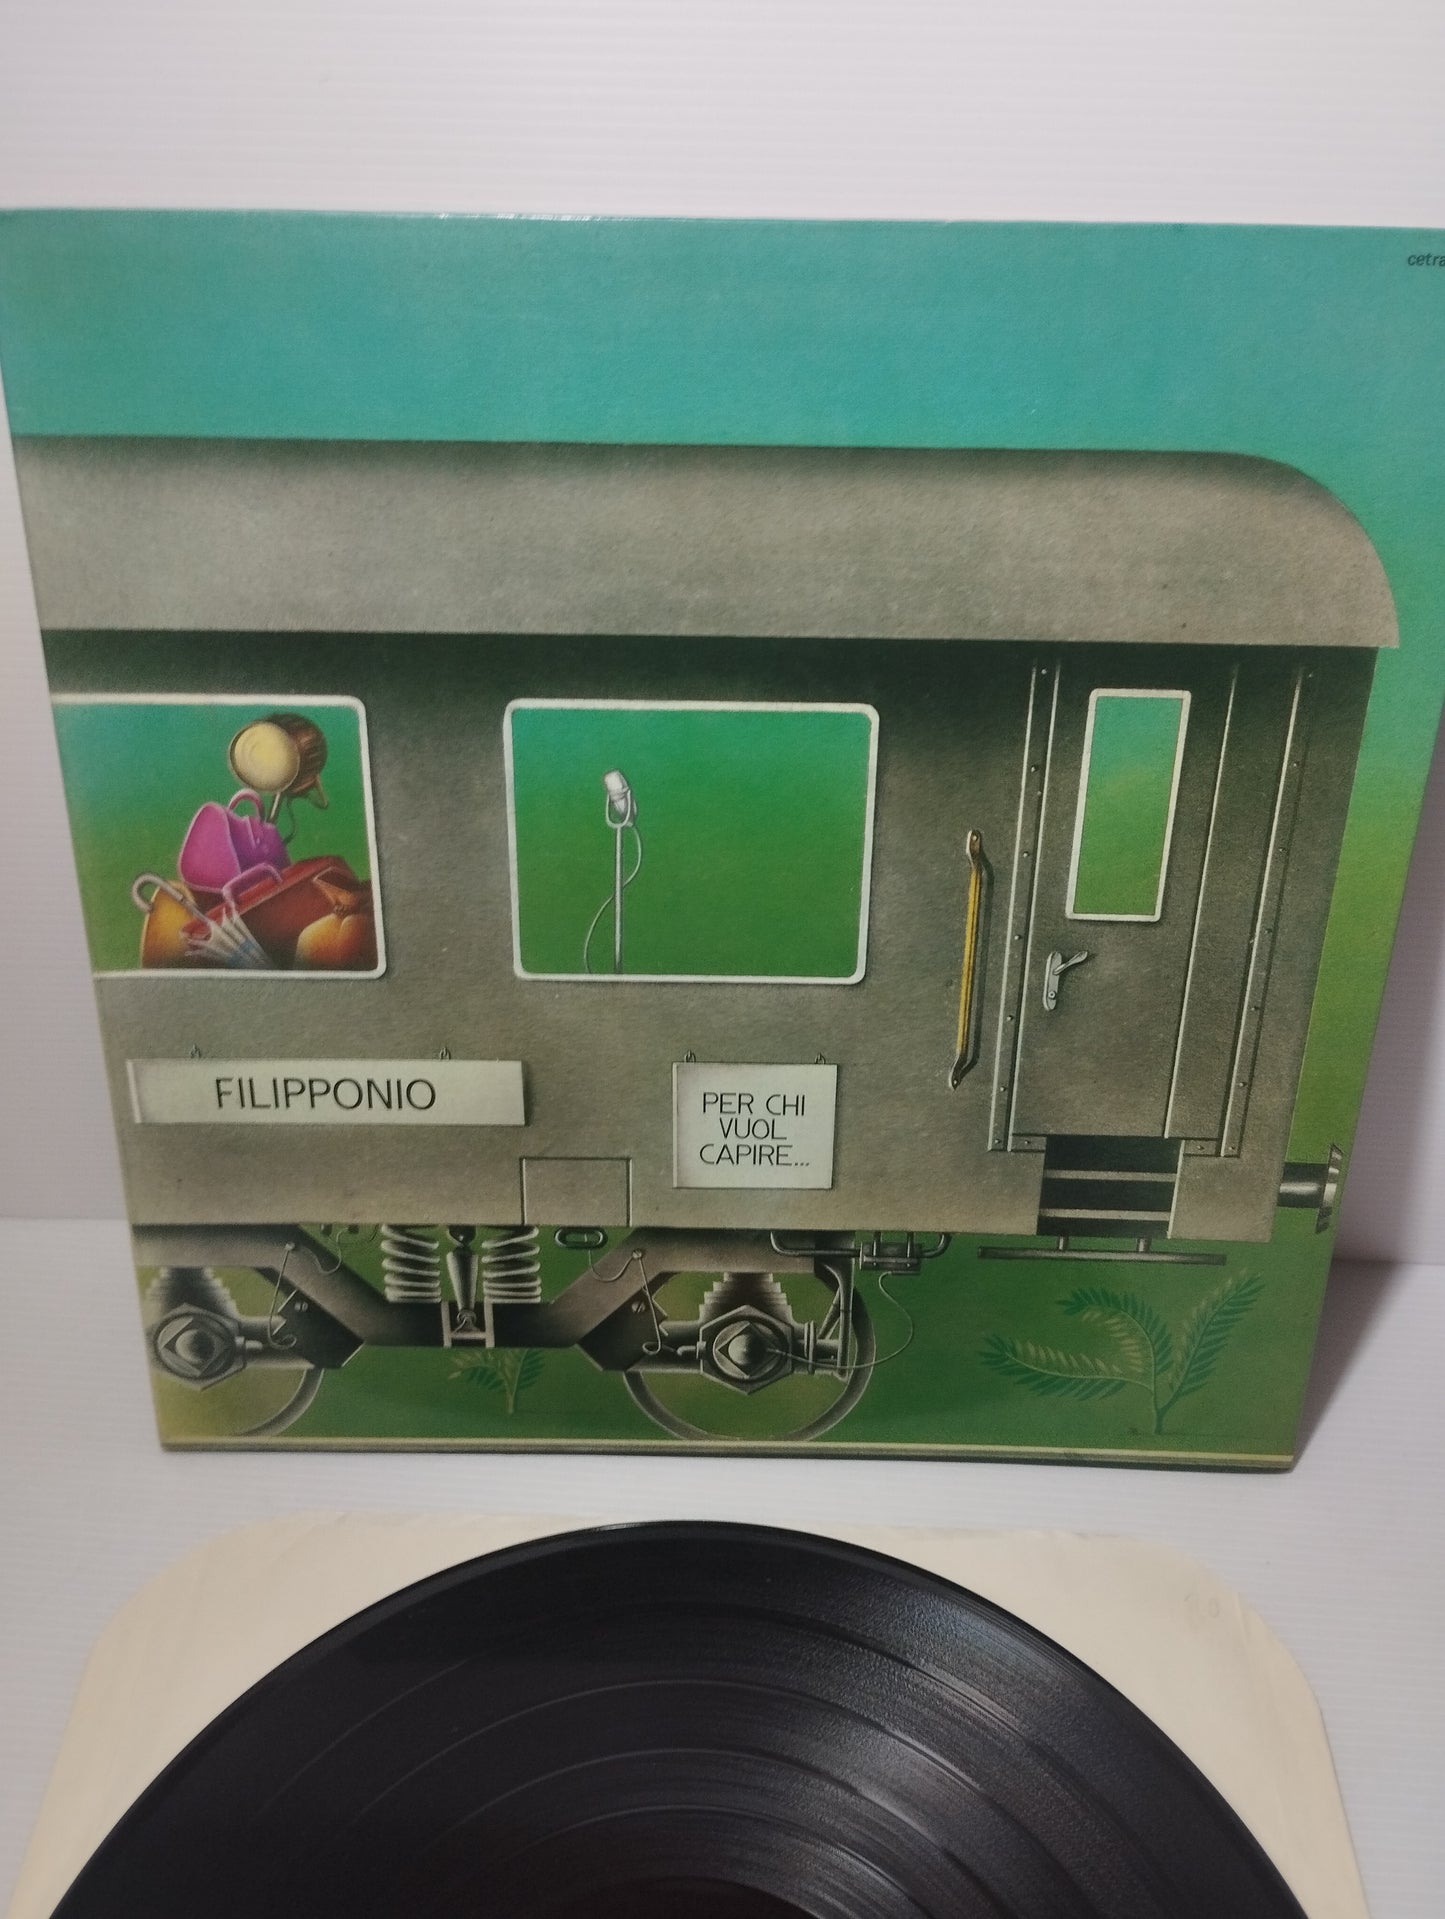 cetra
FILIPPONIO
PER CHI
VUOL
CAPIRE...